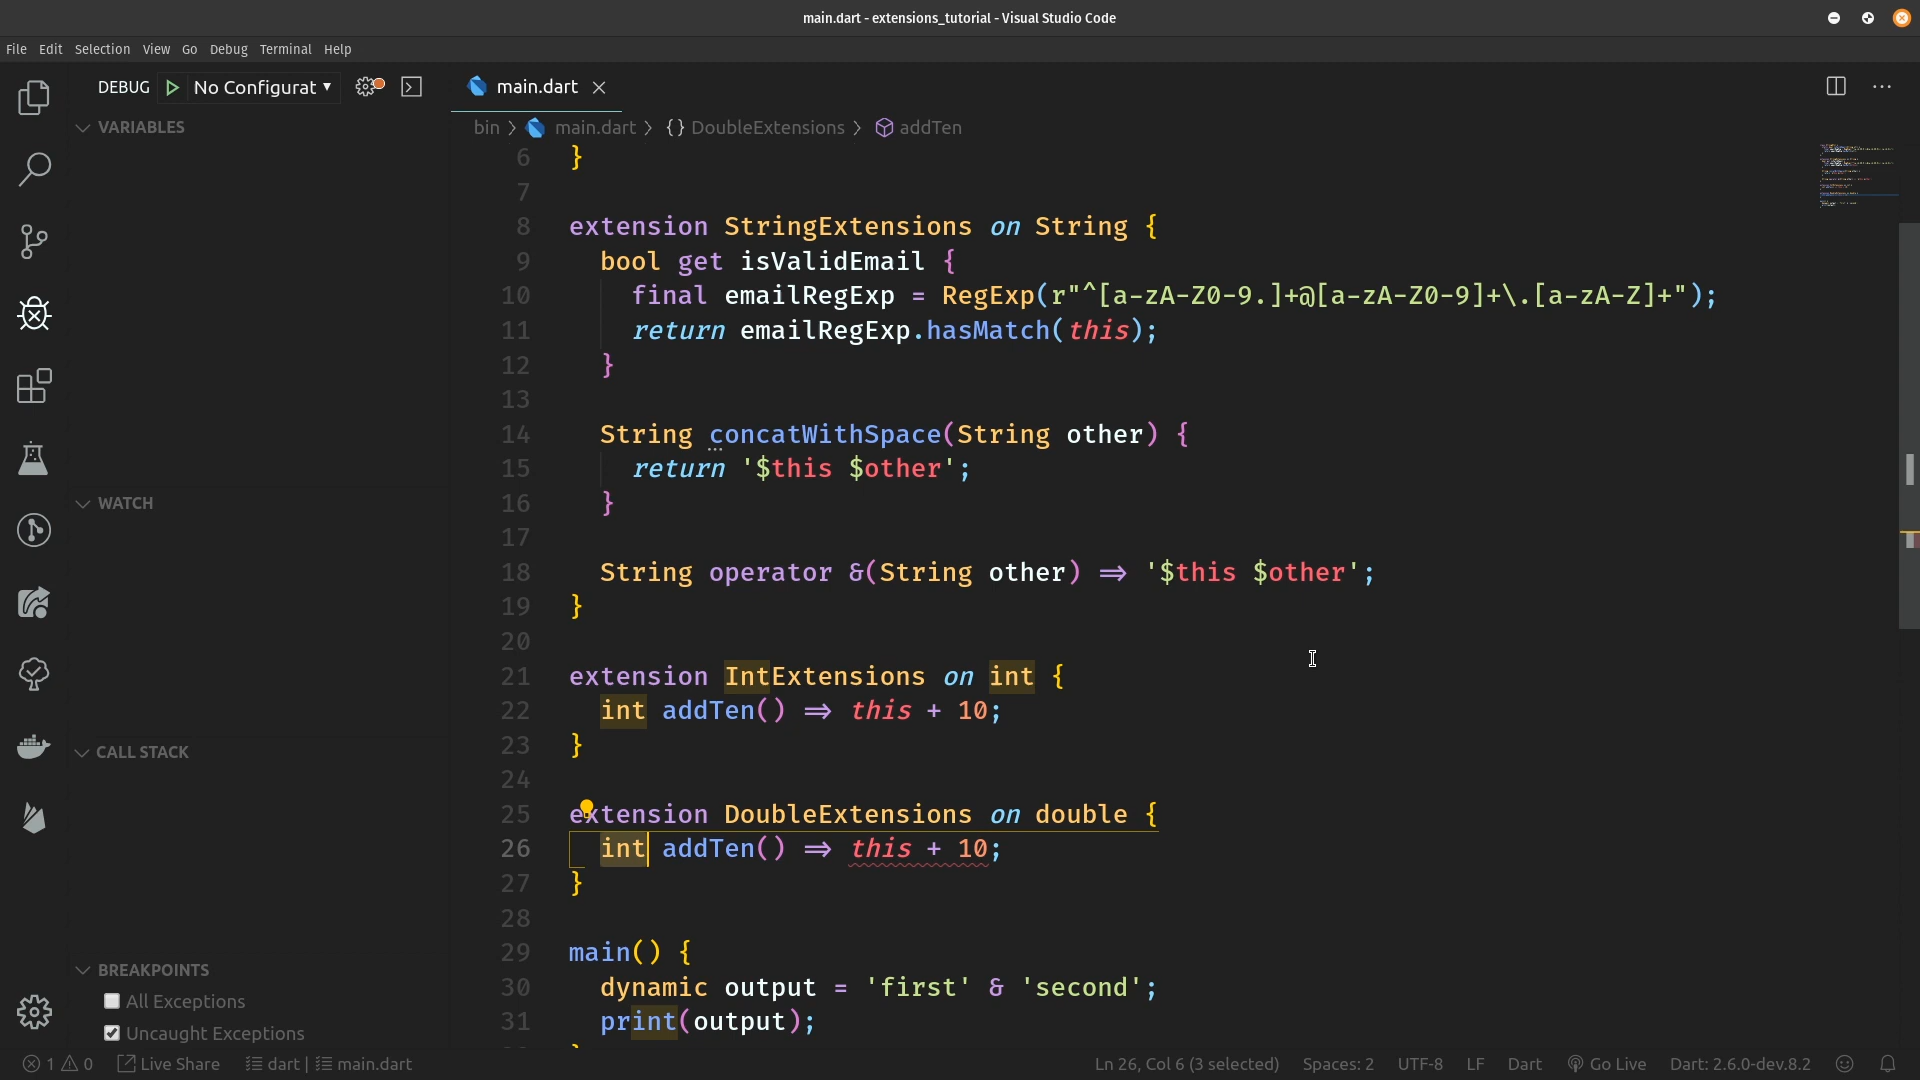 main.dart - extensions_tutorial - Visual Studio Code
File Edit Selection View Go Debug Terminal Help
DEBUG No Configurat
main.dart
VARIABLES
bin > main.dart > {} DoubleExtensions > addTen
6 }
7
8 extension StringExtensions on String {
9 bool get isValidEmail {
10 final emailRegExp = RegExp(r"^[a-zA-Z0-9.]+@[a-zA-Z0-9]+\.[a-zA-Z]+");
11 return emailRegExp.hasMatch(this);
12 }
13
14 String concatWithSpace(String other) {
15 return '$this $other';
16 }
WATCH
17
18 String operator &(String other) => '$this $other';
19 }
20
21 extension IntExtensions on int {
22 int addTen() => this + 10;
23 }
CALL STACK
24
25 extension DoubleExtensions on double {
26 int addTen() => this + 10;
27 }
28
29 main() {
30 dynamic output = 'first' & 'second';
31 print(output);
BREAKPOINTS
All Exceptions
Uncaught Exceptions
1 0 Live Share dart | main.dart Ln 26, Col 6 (3 selected) Spaces: 2 UTF-8 LF Dart Go Live Dart: 2.6.0-dev.8.2